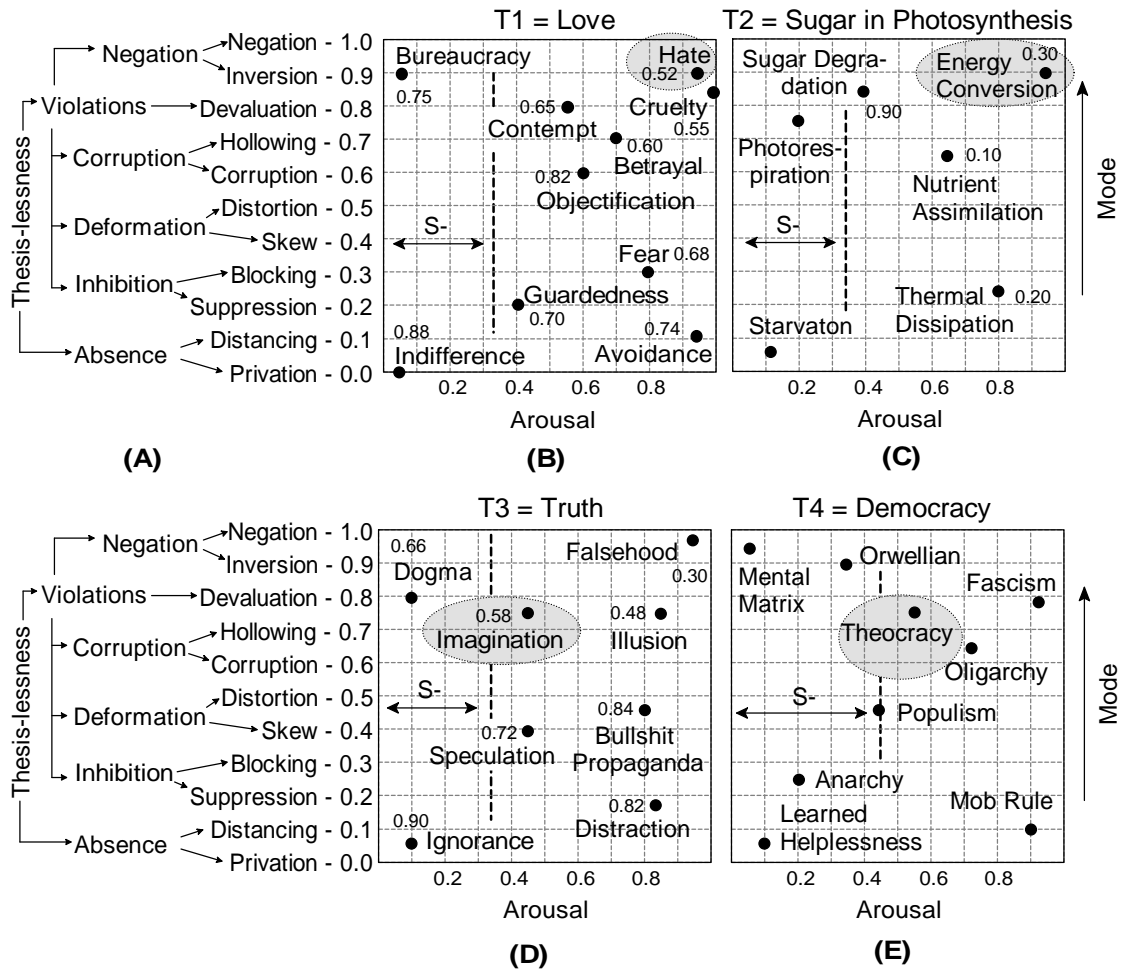 T1 = Love
T2 = Sugar in Photosynthesis
Thesis-lessness
Violations
Absence
Negation
Corruption
Deformation
Inhibition
Negation - 1.0
Inversion - 0.9
Devaluation - 0.8
Hollowing - 0.7
Corruption - 0.6
Distortion - 0.5
Skew - 0.4
Blocking - 0.3
Suppression - 0.2
Distancing - 0.1
Privation - 0.0
Bureaucracy
0.75
Hate
0.52
Cruelty
0.55
0.65
Contempt
0.60
Betrayal
0.82
Objectification
S-
Fear 0.68
Guardedness
0.70
0.74
Avoidance
0.88
Indifference
0.2 0.4 0.6 0.8
Arousal
Sugar Degra-
dation
0.90
0.30
Energy
Conversion
Photores-
piration
0.10
Nutrient
Assimilation
S-
Thermal
Dissipation
0.20
Starvaton
0.2 0.4 0.6 0.8
Arousal
Mode
(A)
(B)
(C)
T3 = Truth
T4 = Democracy
Thesis-lessness
Violations
Absence
Negation
Corruption
Deformation
Inhibition
Negation - 1.0
Inversion - 0.9
Devaluation - 0.8
Hollowing - 0.7
Corruption - 0.6
Distortion - 0.5
Skew - 0.4
Blocking - 0.3
Suppression - 0.2
Distancing - 0.1
Privation - 0.0
0.66
Dogma
Falsehood
0.30
0.58
Imagination
0.48
Illusion
S-
0.72
Speculation
0.84
Bullshit
Propaganda
0.82
Distraction
0.90
Ignorance
0.2 0.4 0.6 0.8
Arousal
Mental
Matrix
Orwellian
Fascism
Theocracy
Oligarchy
S-
Populism
Anarchy
Mob Rule
Learned
Helplessness
0.2 0.4 0.6 0.8
Arousal
Mode
(D)
(E)